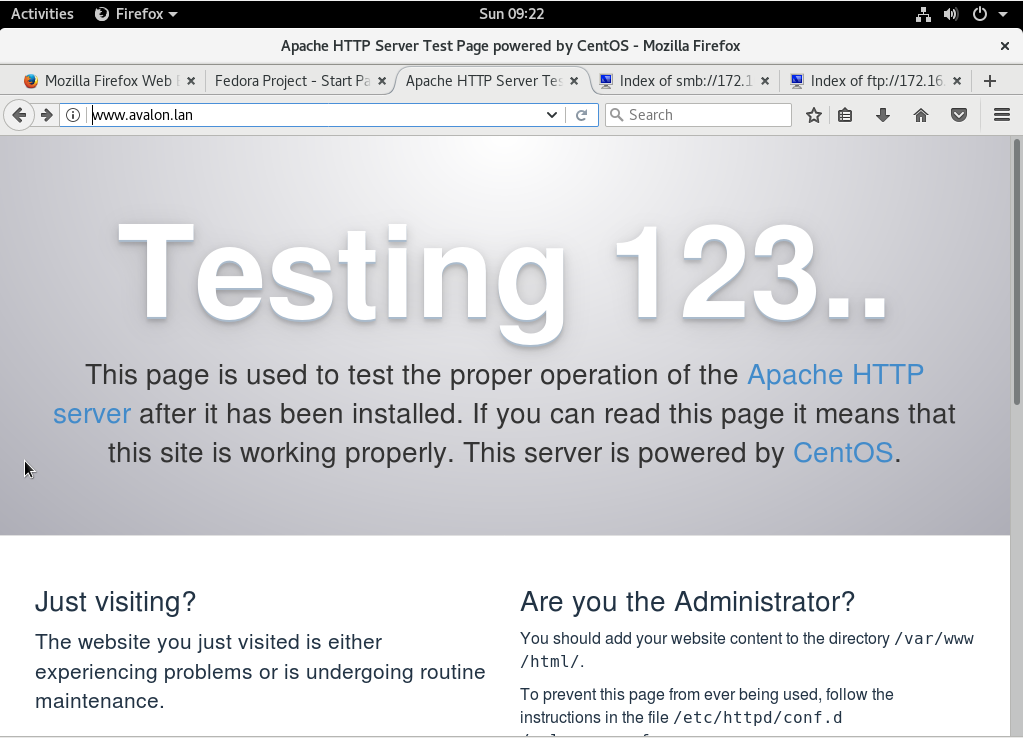 Activities Firefox Sun 09:22
Apache HTTP Server Test Page powered by CentOS - Mozilla Firefox
Mozilla Firefox Web Fedora Project - Start Pa Apache HTTP Server Tes Index of smb://172.1 Index of ftp://172.16.
www.avalon.lan Search
Testing 123..
This page is used to test the proper operation of the Apache HTTP
server after it has been installed. If you can read this page it means that
this site is working properly. This server is powered by CentOS.
Just visiting?
The website you just visited is either
experiencing problems or is undergoing routine
maintenance.
Are you the Administrator?
You should add your website content to the directory /var/www
/html/.
To prevent this page from ever being used, follow the
instructions in the file /etc/httpd/conf.d